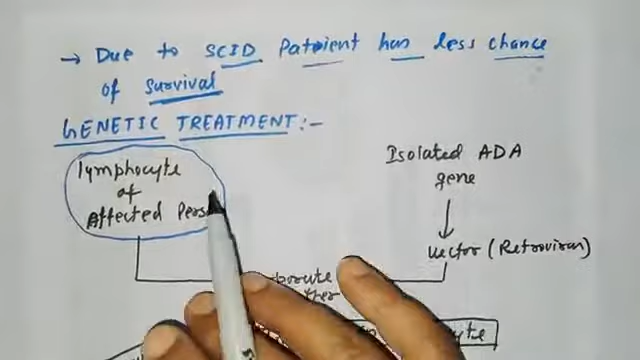 → Due to SCID Patient has less chance
of Survival
GENETIC TREATMENT:-
lymphocyte
of
Affected
Isolated ADA
gene
Vector (Retrovirus)